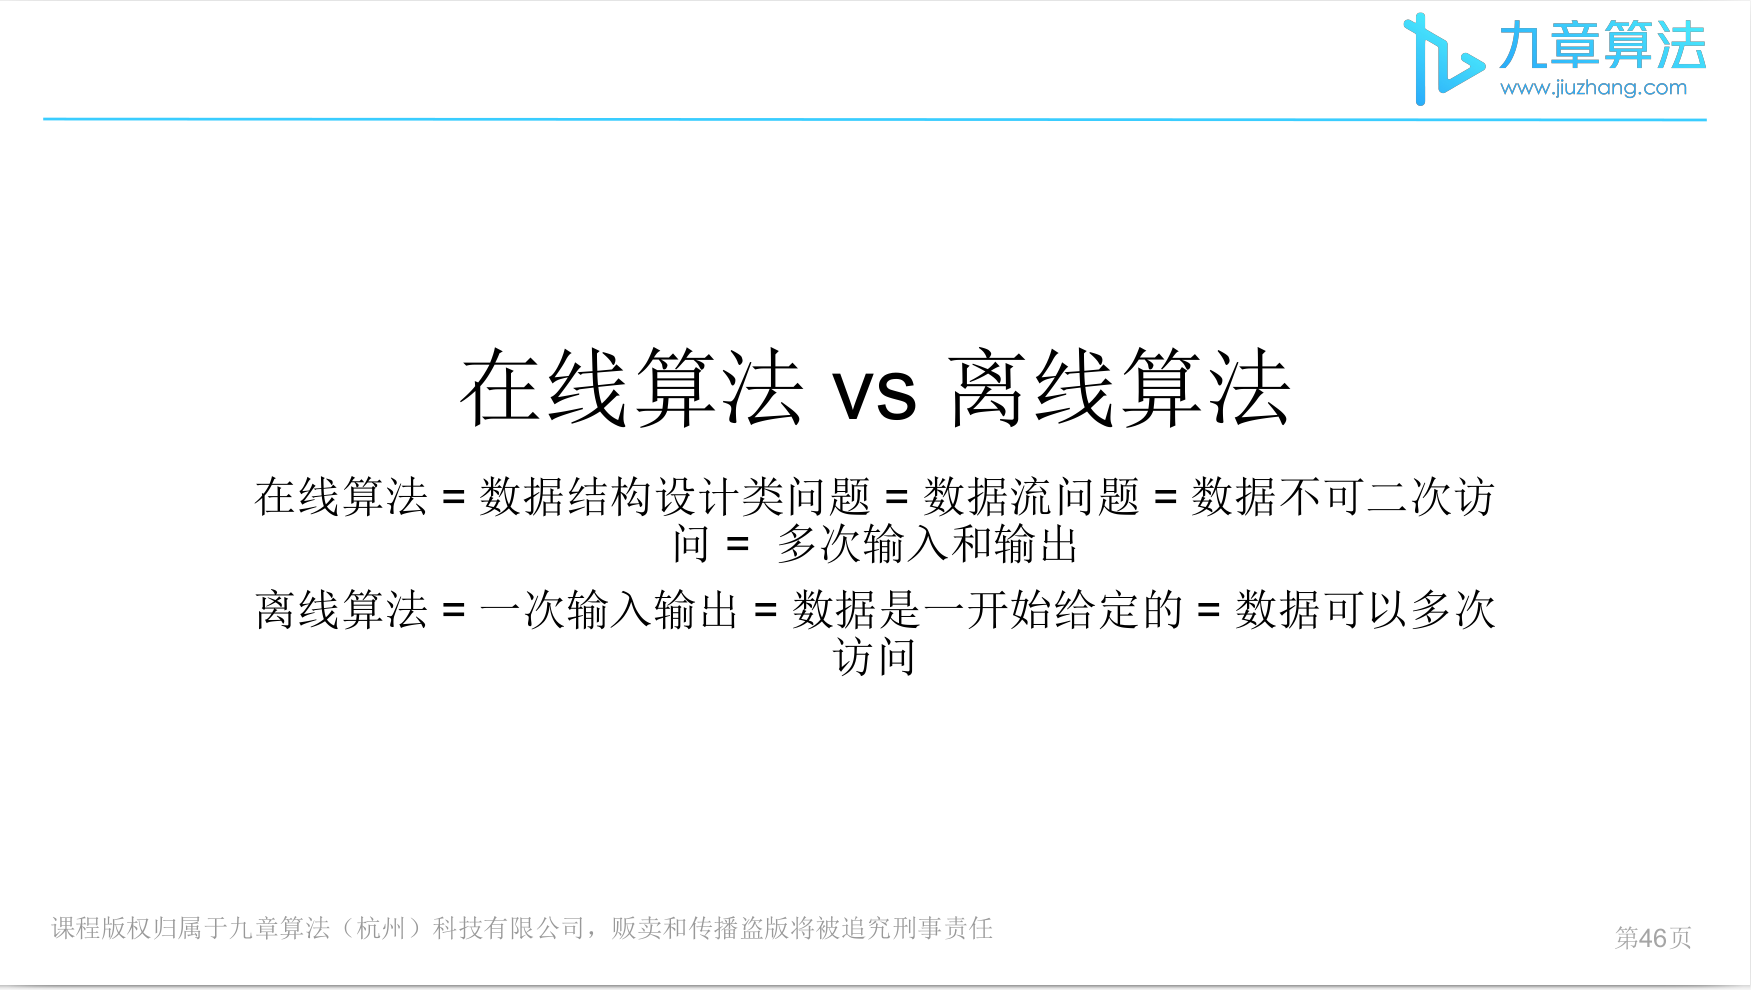 九章算法
www.jiuzhang.com
在线算法 vs 离线算法
在线算法 = 数据结构设计类问题 = 数据流问题 = 数据不可二次访
问 = 多次输入和输出
离线算法 = 一次输入输出 = 数据是一开始给定的 = 数据可以多次
访问
课程版权归属于九章算法（杭州）科技有限公司，贩卖和传播盗版将被追究刑事责任
第46页